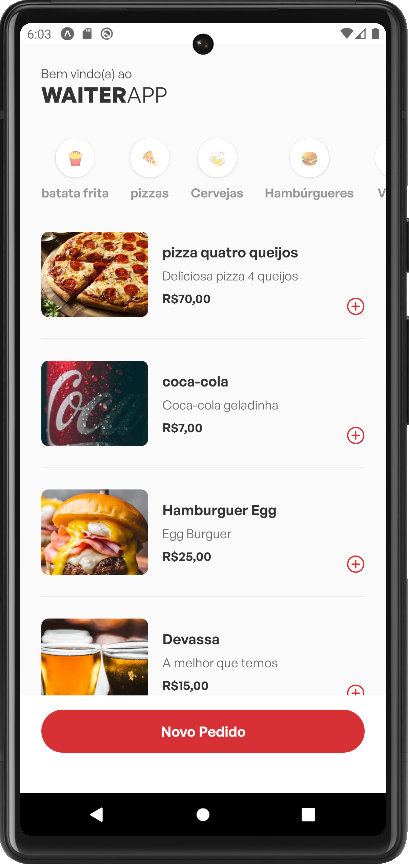 6:03
Bem vindo(a) ao
WAITERAPP
batata frita
pizzas
Cervejas
Hambúrgueres
V
pizza quatro queijos
Deliciosa pizza 4 queijos
R$70,00
Coca
coca-cola
Coca-cola geladinha
R$7,00
Hamburguer Egg
Egg Burguer
R$25,00
Devassa
A melhor que temos
R$15,00
Novo Pedido